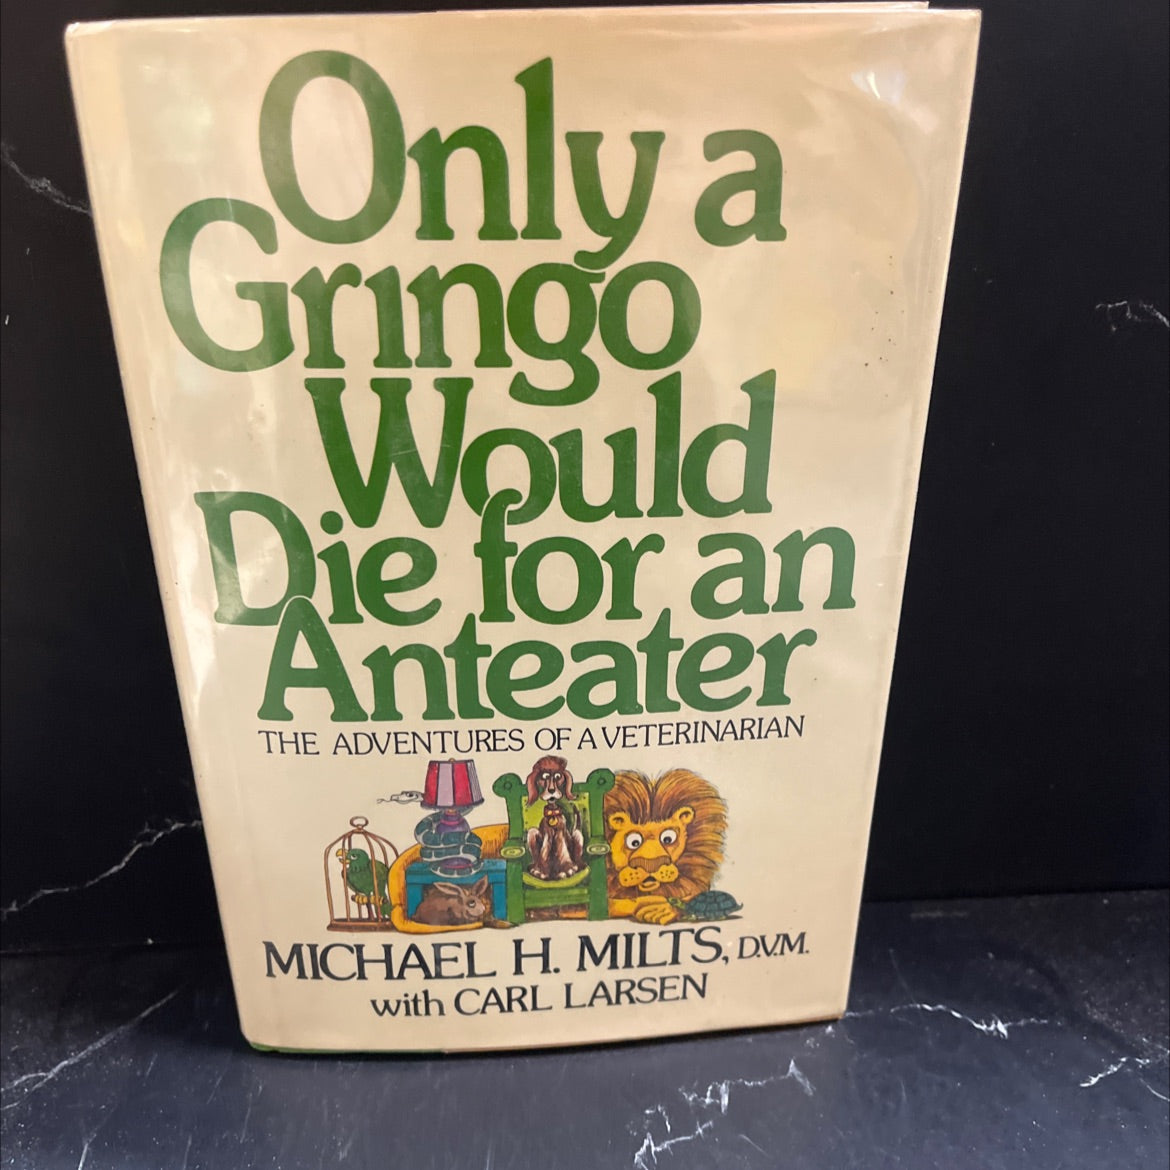 Only a
Gringo
Would
Die for an
Anteater
THE ADVENTURES OF A VETERINARIAN
MICHAEL H. MILTS, D.V.M.
with CARL LARSEN